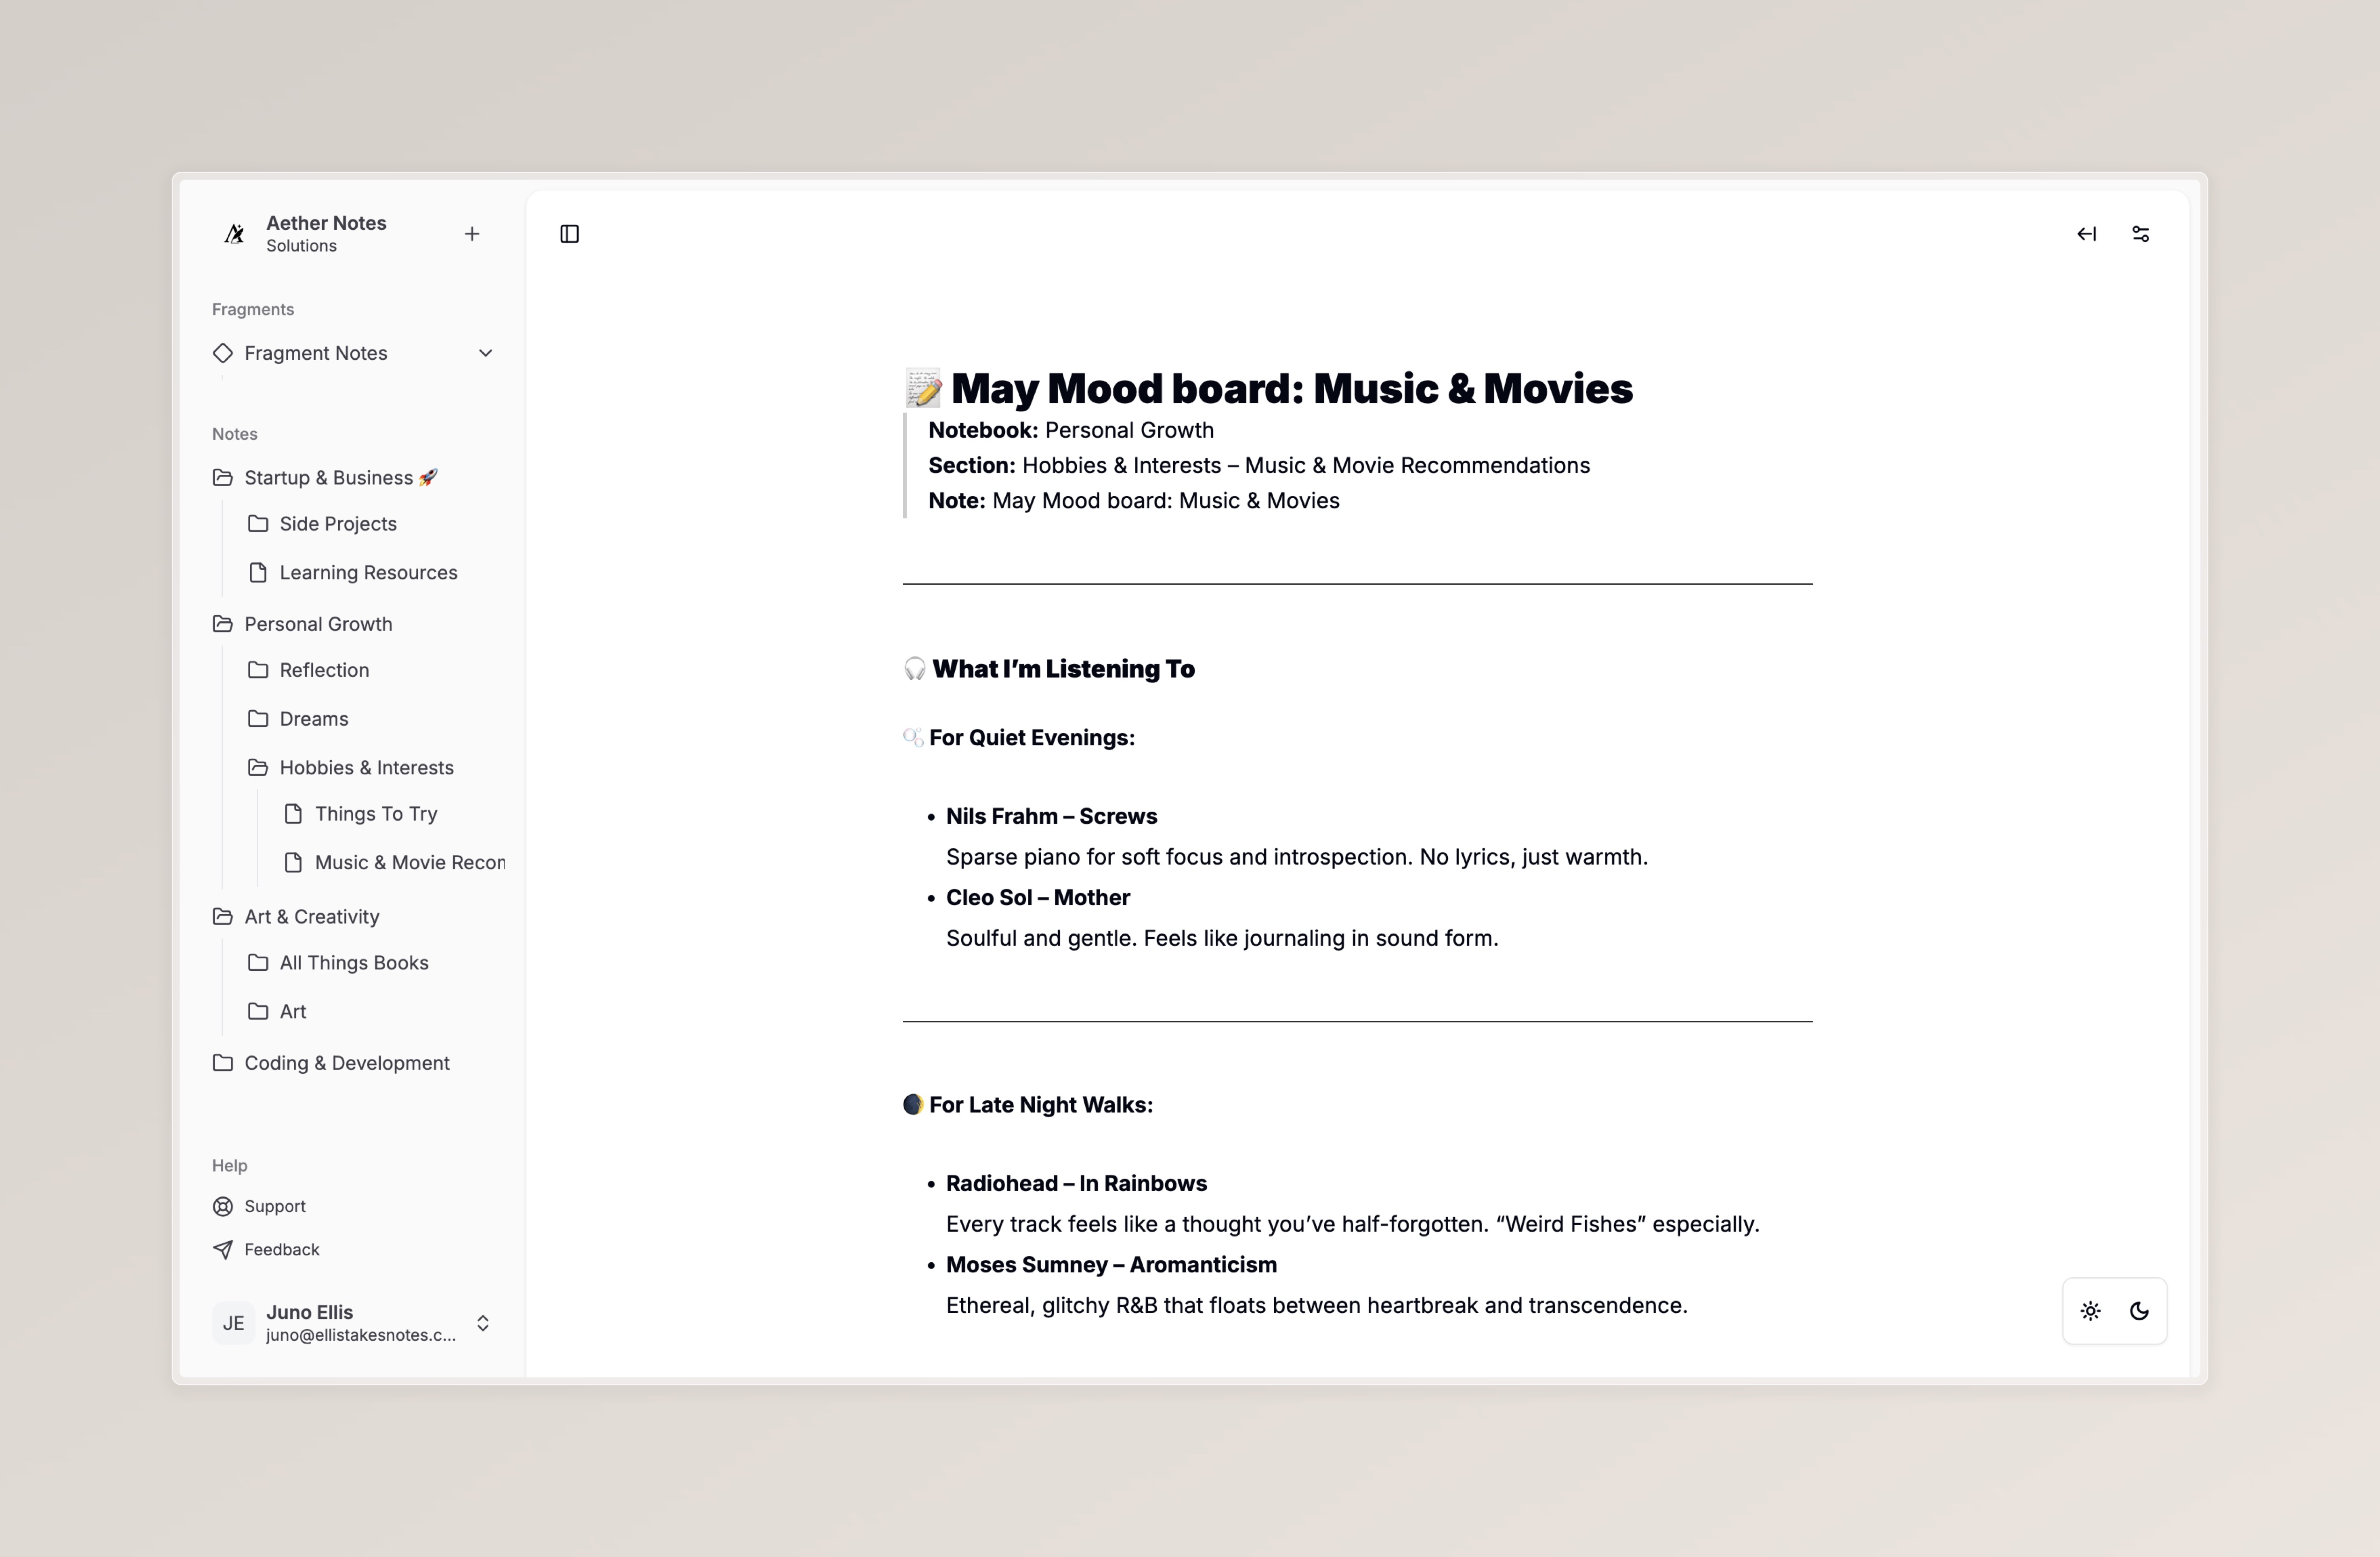 Aether Notes
Solutions
Fragments
Fragment Notes
Notes
Startup & Business 🚀
Side Projects
Learning Resources
Personal Growth
Reflection
Dreams
Hobbies & Interests
Things To Try
Music & Movie Recor
Art & Creativity
All Things Books
Art
Coding & Development
Help
Support
Feedback
JE
Juno Ellis
juno@ellistakesnotes.c...
📝 May Mood board: Music & Movies
Notebook: Personal Growth
Section: Hobbies & Interests – Music & Movie Recommendations
Note: May Mood board: Music & Movies
🎧 What I’m Listening To
🫧 For Quiet Evenings:
• Nils Frahm – Screws
Sparse piano for soft focus and introspection. No lyrics, just warmth.
• Cleo Sol – Mother
Soulful and gentle. Feels like journaling in sound form.
🌒 For Late Night Walks:
• Radiohead – In Rainbows
Every track feels like a thought you’ve half-forgotten. “Weird Fishes” especially.
• Moses Sumney – Aromanticism
Ethereal, glitchy R&B that floats between heartbreak and transcendence.